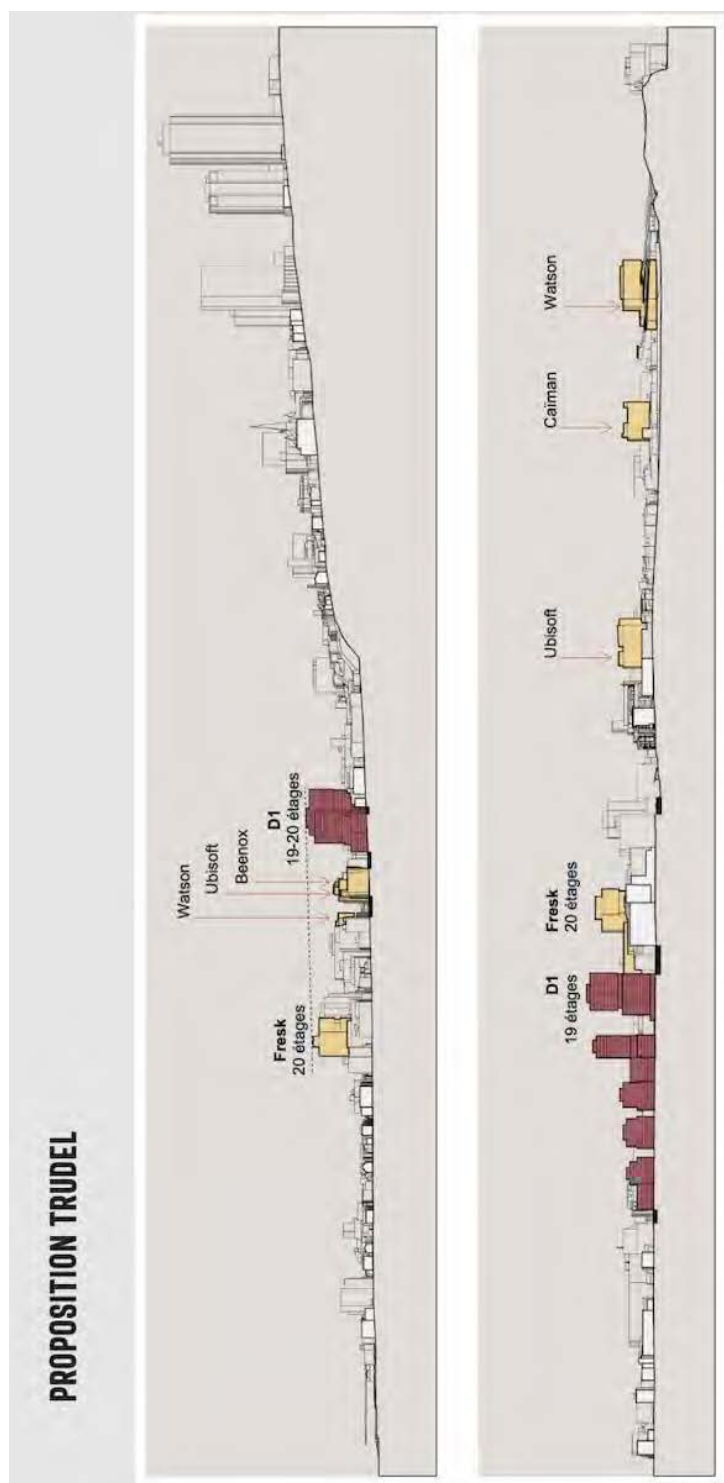 PROPOSITION TRUDEL
Fresk
20 étages
Watson
Ubisoft
Beenox
D1
19-20 étages
D1
19 étages
Fresk
20 étages
Ubisoft
Caïman
Watson